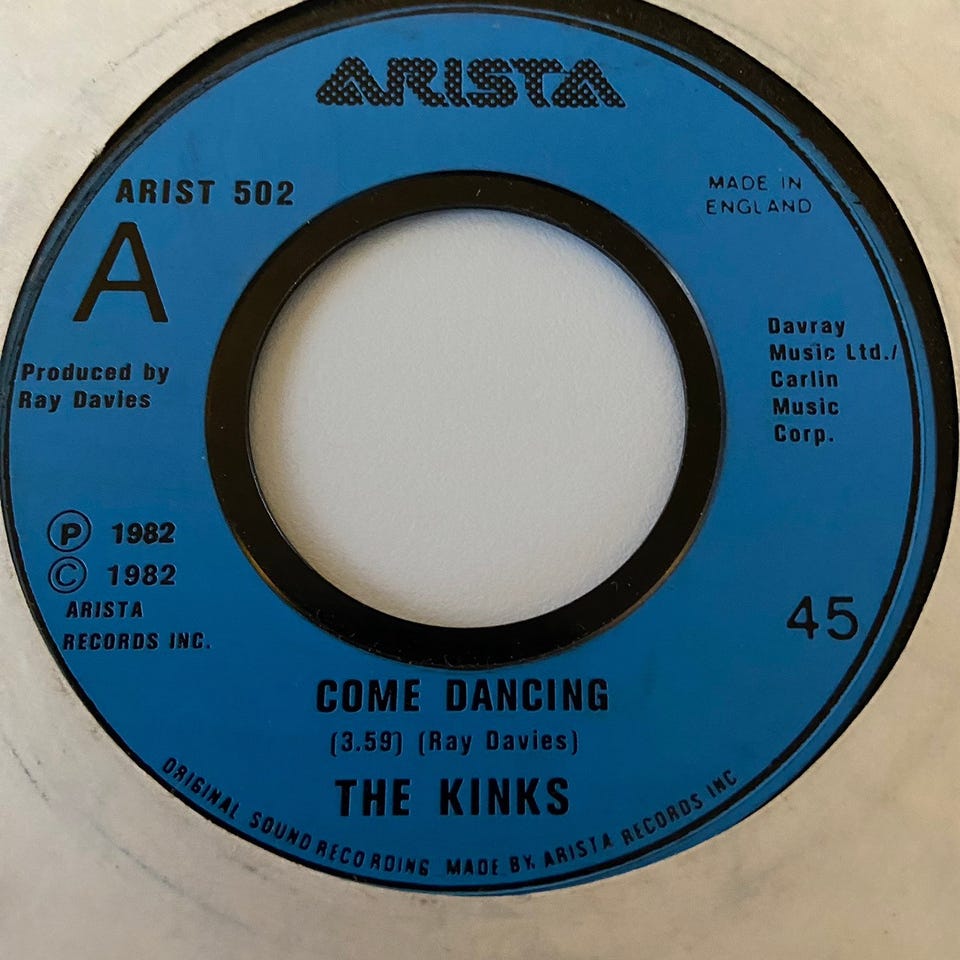 ARISTA
ARIST 502
MADE IN
ENGLAND
A
Davray
Music Ltd./
Carlin
Music
Corp.
Produced by
Ray Davies
Ⓟ 1982
© 1982
ARISTA
RECORDS INC.
45
COME DANCING
(3.59) (Ray Davies)
THE KINKS
ORIGINAL SOUND RECORDING MADE BY ARISTA RECORDS INC